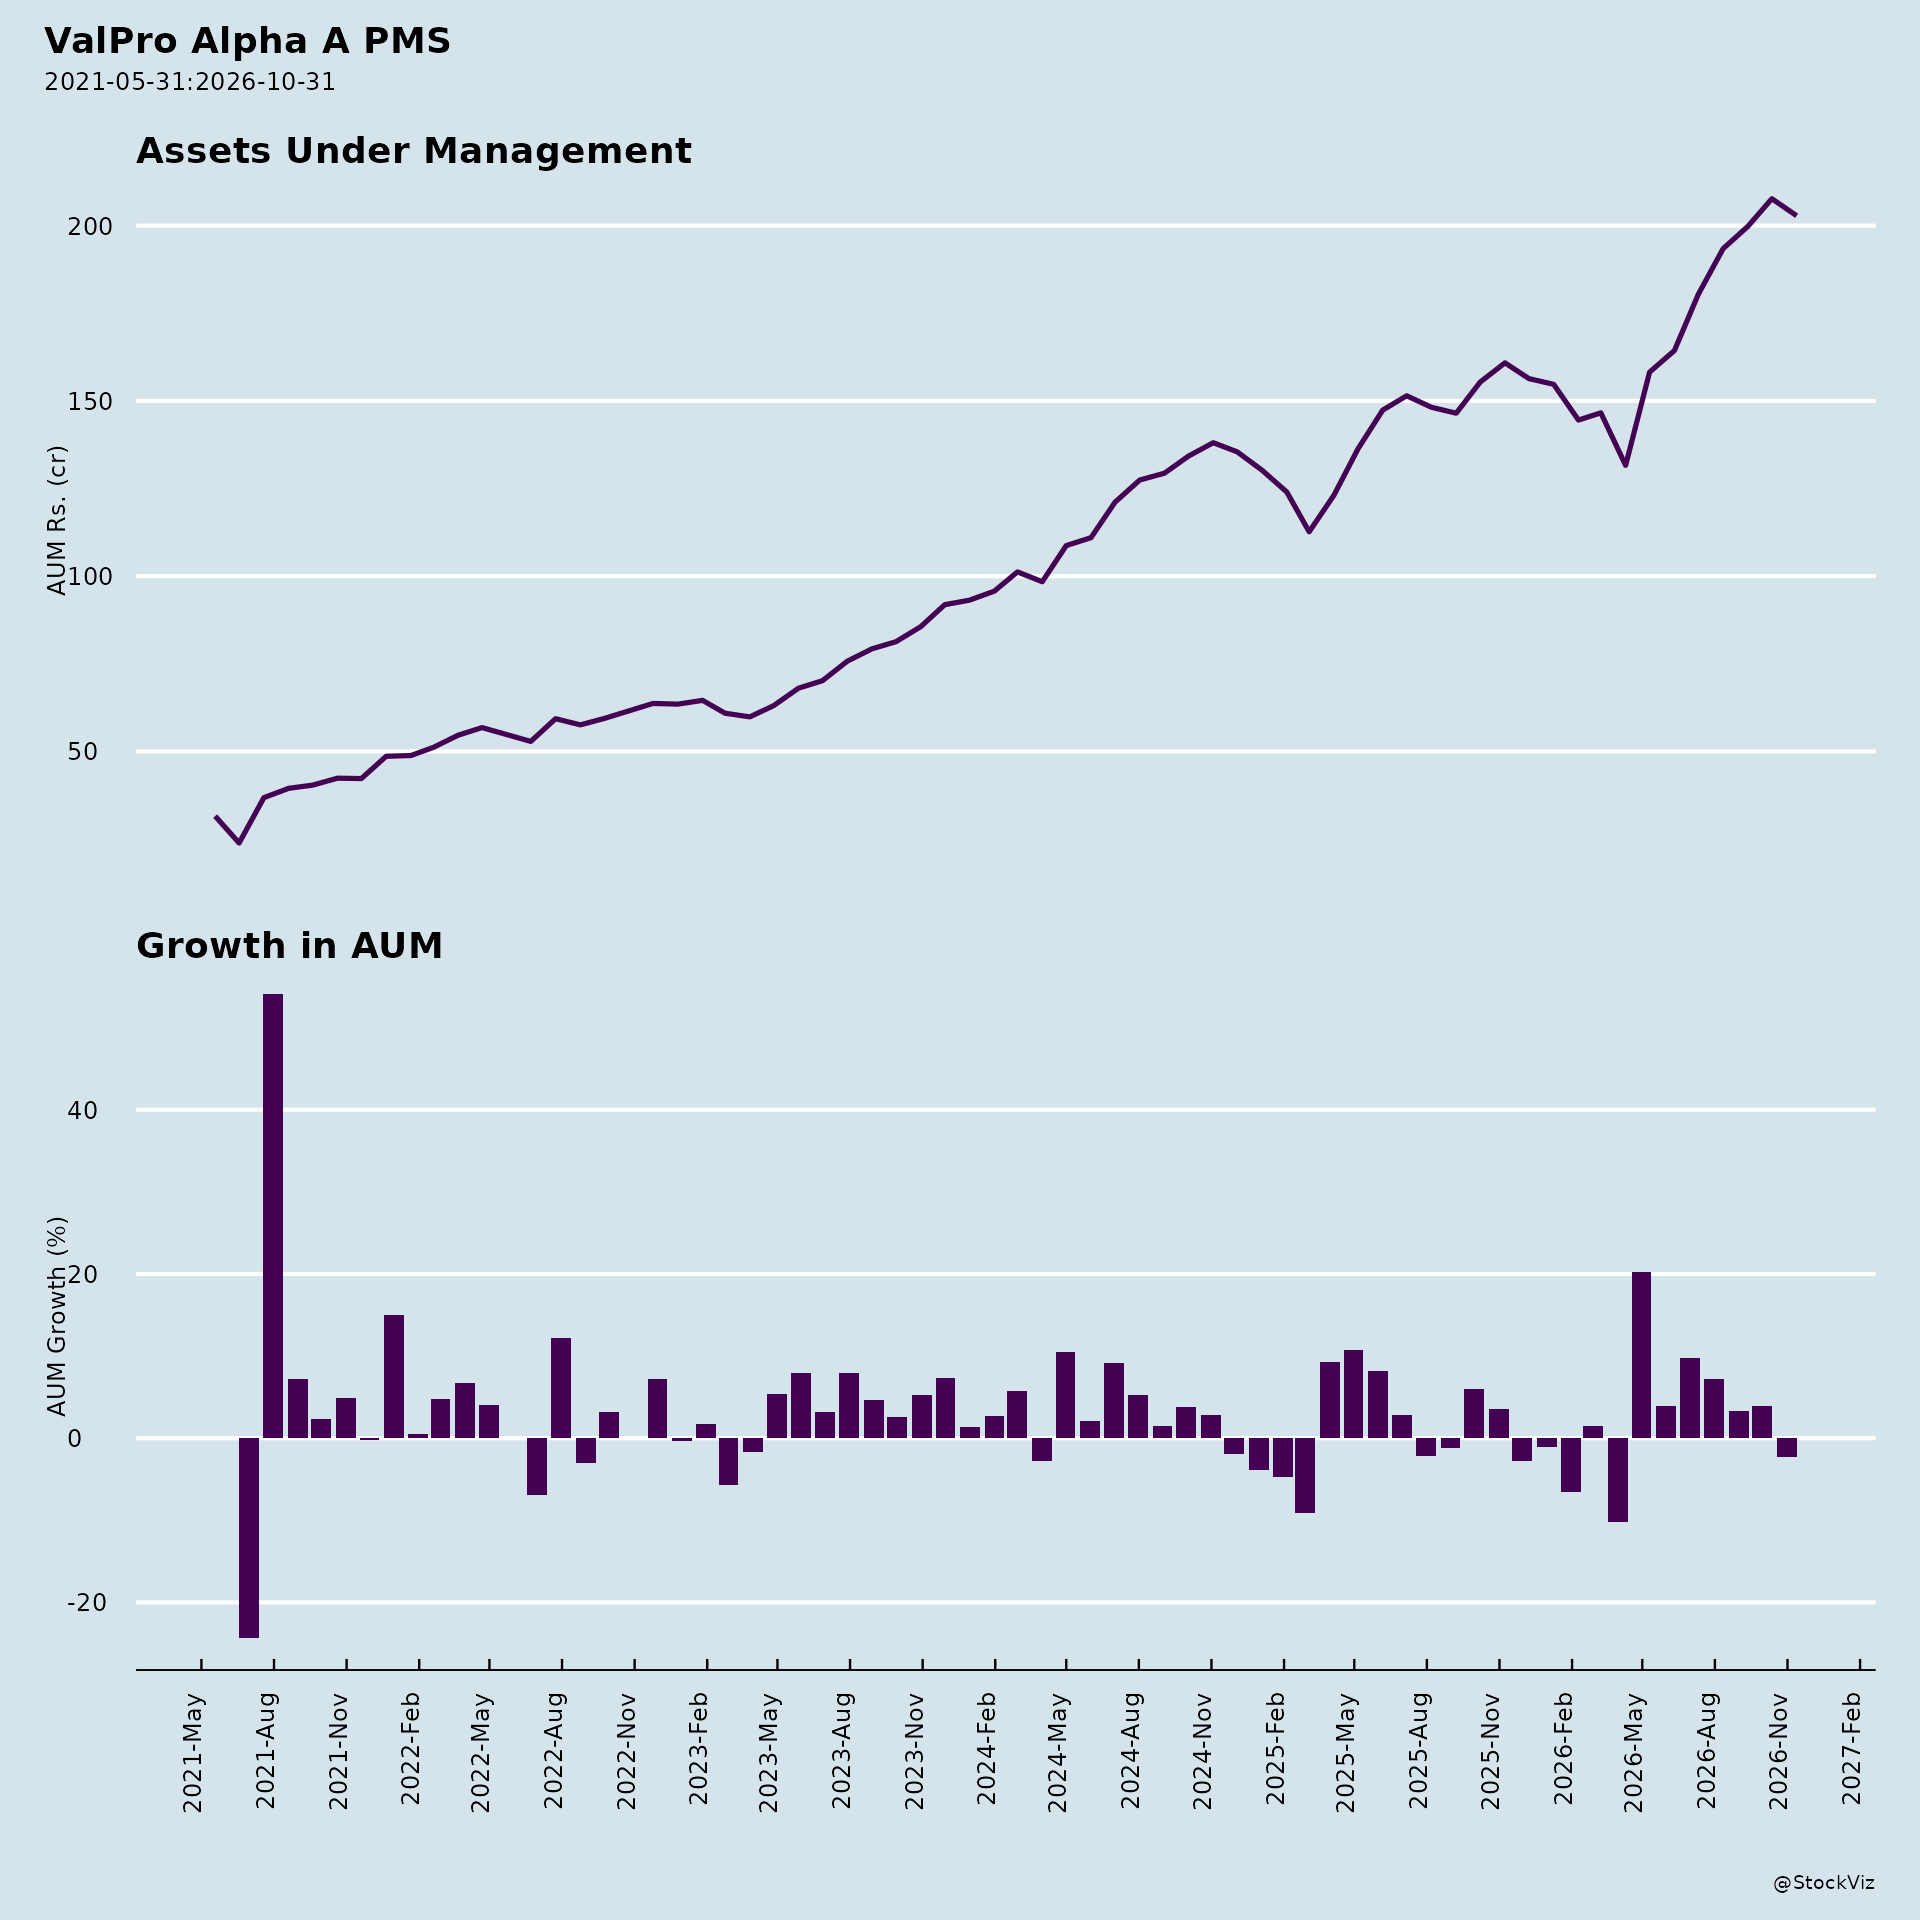 ValPro Alpha A PMS
2021-05-31:2026-10-31
Assets Under Management
AUM Rs. (cr)
200
150
100
50
Growth in AUM
AUM Growth (%)
40
20
0
-20
2021-May
2021-Aug
2021-Nov
2022-Feb
2022-May
2022-Aug
2022-Nov
2023-Feb
2023-May
2023-Aug
2023-Nov
2024-Feb
2024-May
2024-Aug
2024-Nov
2025-Feb
2025-May
2025-Aug
2025-Nov
2026-Feb
2026-May
2026-Aug
2026-Nov
2027-Feb
@StockViz